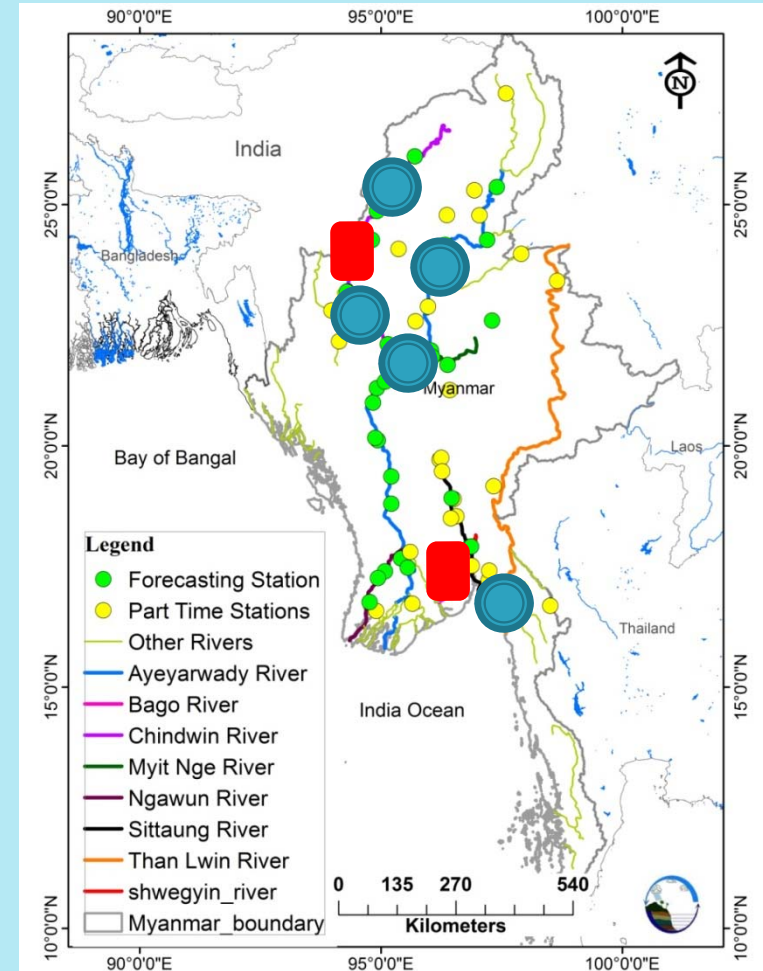 90°0'0"E 95°0'0"E 100°0'0"E
N
India
25°0'0"N 25°0'0"N
Bangladesh
Myanmar
20°0'0"N 20°0'0"N
Laos
Bay of Bangal
Legend
Forecasting Station
Part Time Stations
Other Rivers
Ayeyarwady River
Bago River
Chindwin River
Myit Nge River
Ngawun River
Sittaung River
Than Lwin River
shwegyin_river
Myanmar_boundary
Thailand
15°0'0"N 15°0'0"N
India Ocean
0 135 270 540
Kilometers
10°0'0"N 10°0'0"N
90°0'0"E 95°0'0"E 100°0'0"E